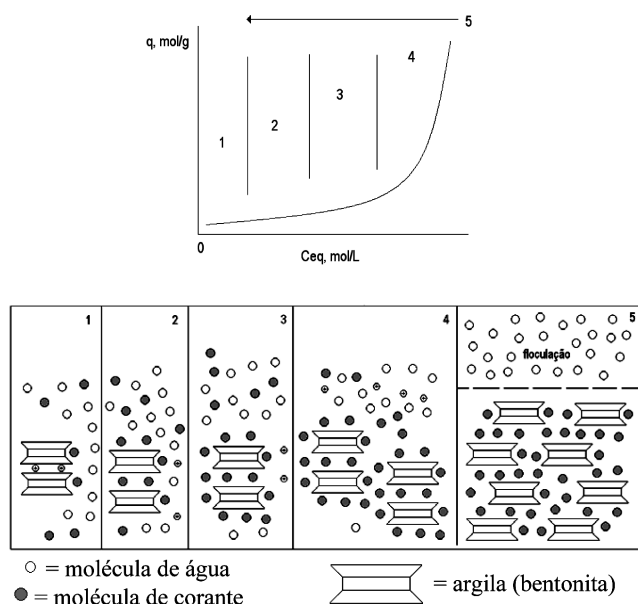 5
q, mol/g
4
3
2
1
0
Ceq, mol/L
1 2 3 4 5
floculação
= molécula de água
= molécula de corante
= argila (bentonita)